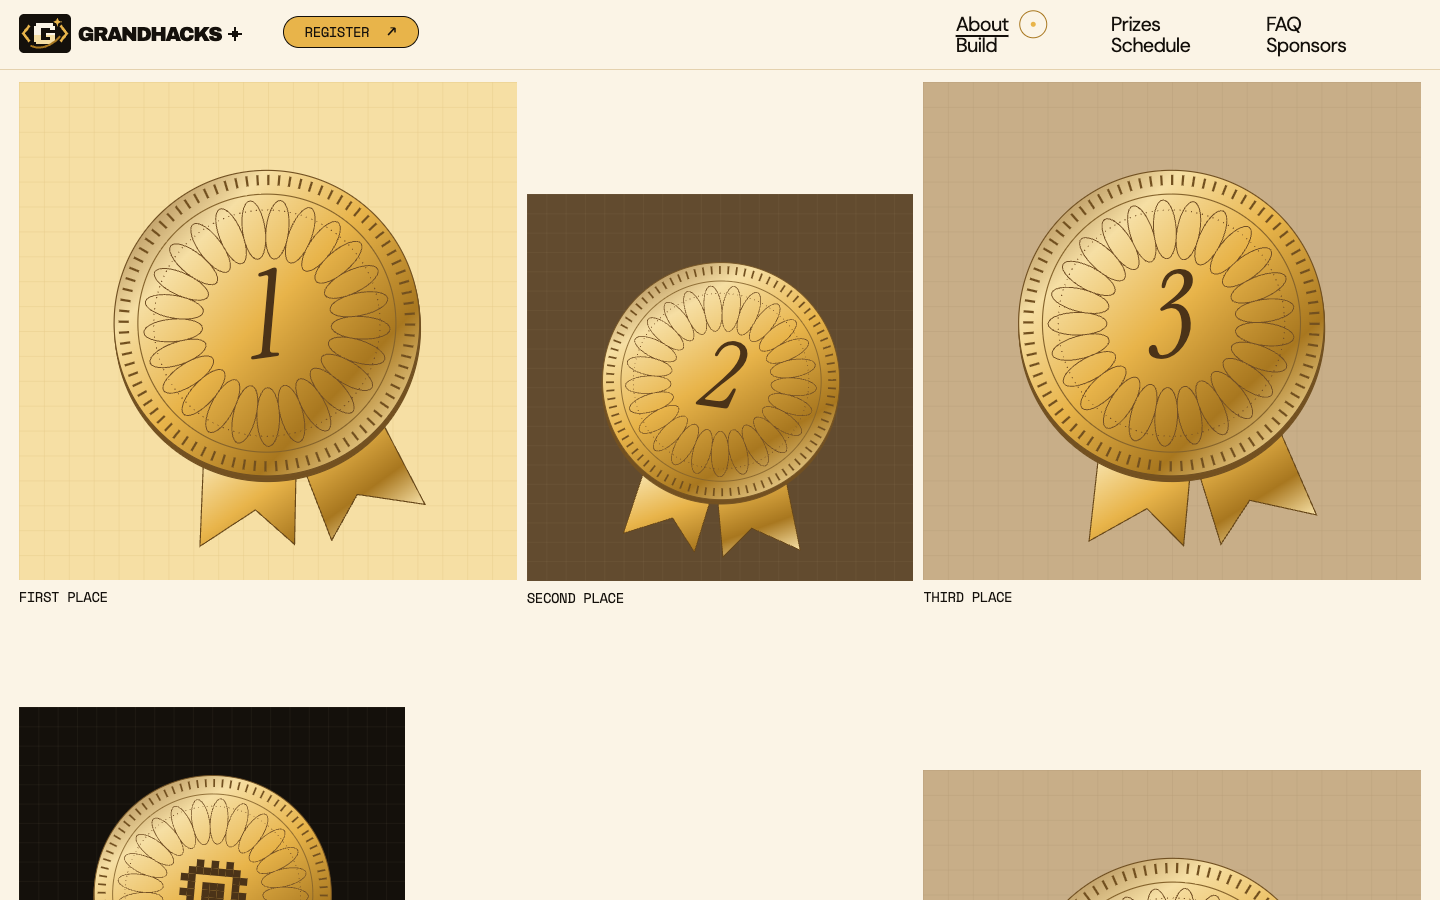 G
GRANDHACKS +
REGISTER ↗
About
Build
Prizes
Schedule
FAQ
Sponsors
1
2
3
FIRST PLACE
SECOND PLACE
THIRD PLACE